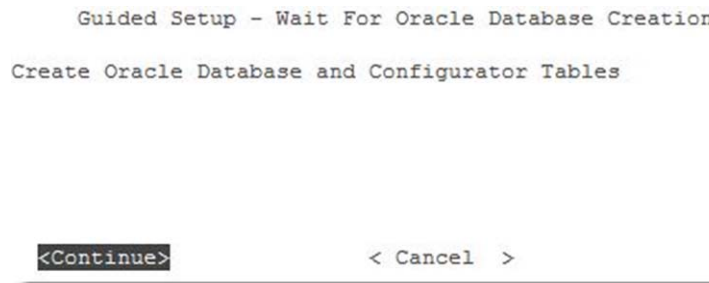 Guided Setup - Wait For Oracle Database Creation
Create Oracle Database and Configurator Tables
<Continue> < Cancel >